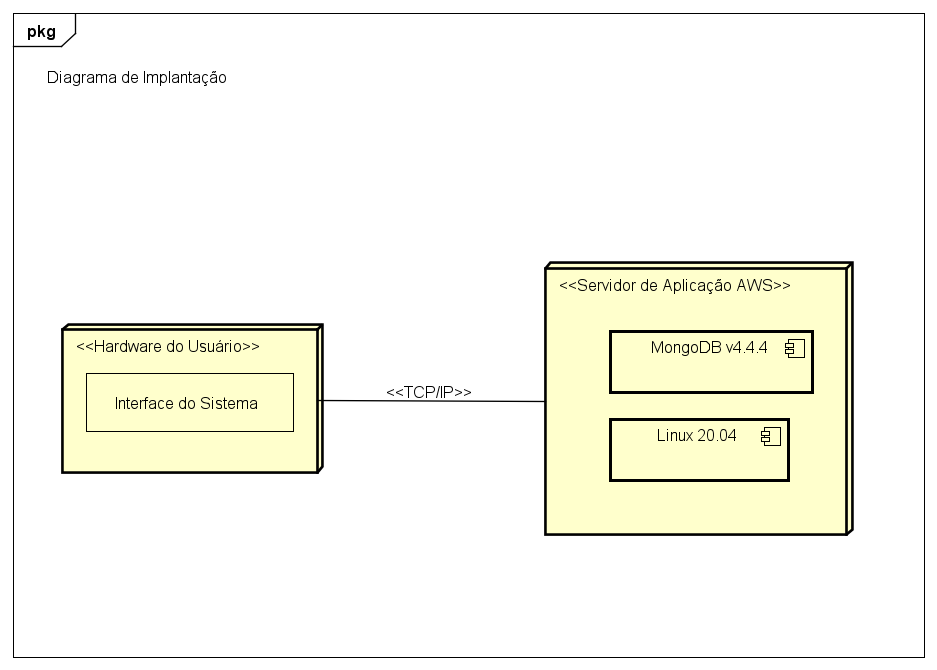 pkg
Diagrama de Implantação
<<Servidor de Aplicação AWS>>
MongoDB v4.4.4
Linux 20.04
<<Hardware do Usuário>>
Interface do Sistema
<<TCP/IP>>